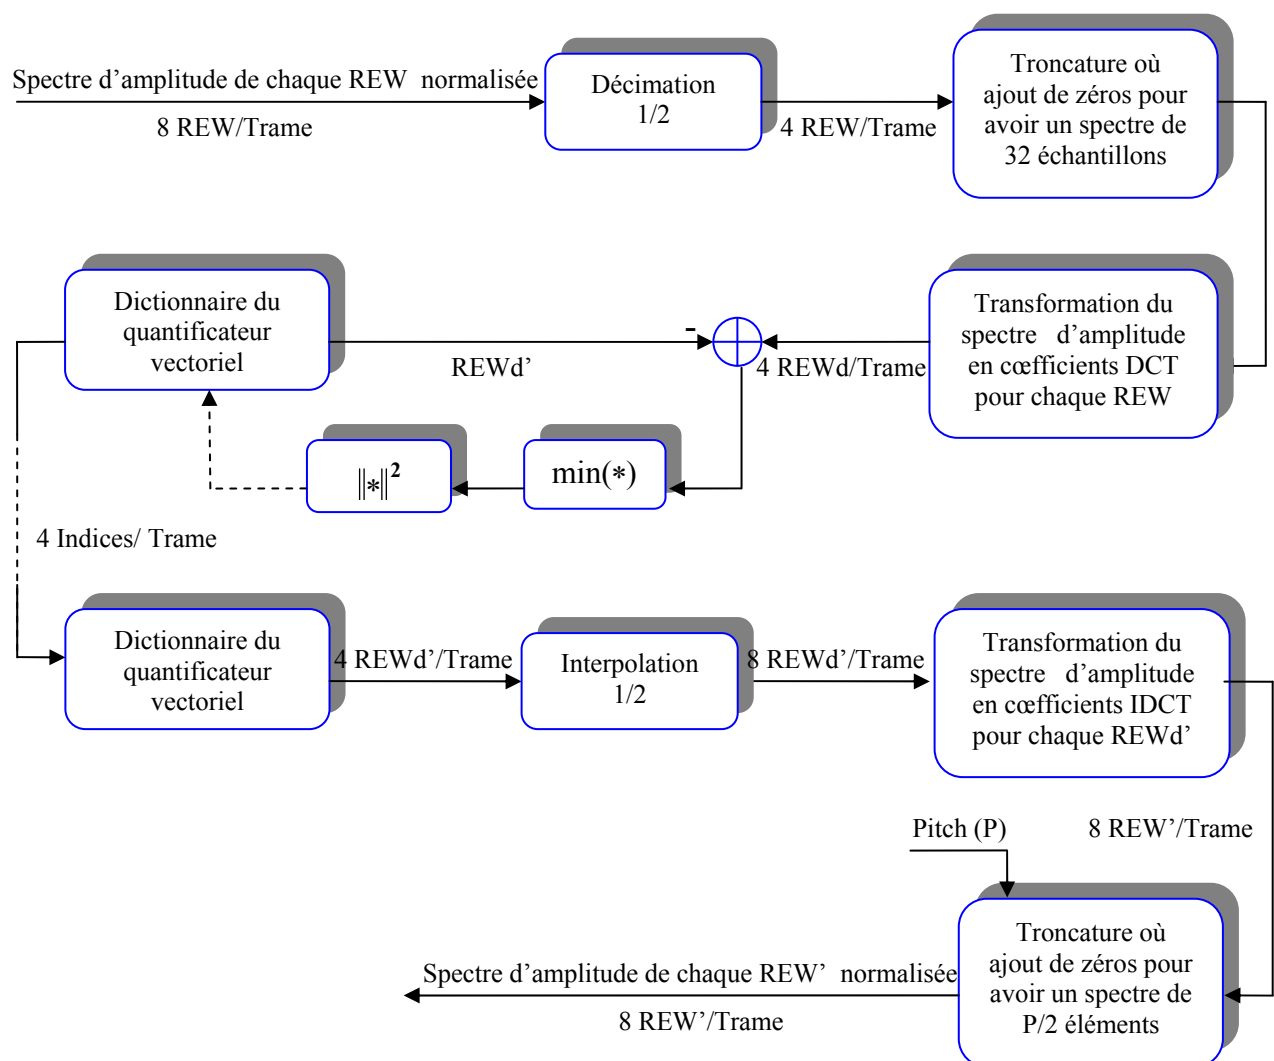 Spectre d’amplitude de chaque REW normalisée
8 REW/Trame
Décimation
1/2
4 REW/Trame
Troncature où
ajout de zéros pour
avoir un spectre de
32 échantillons
Dictionnaire du
quantificateur
vectoriel
REWd’
-
4 REWd/Trame
Transformation du
spectre d’amplitude
en cœfficients DCT
pour chaque REW
‖*‖²
min(*)
4 Indices/ Trame
Dictionnaire du
quantificateur
vectoriel
4 REWd’/Trame
Interpolation
1/2
8 REWd’/Trame
Transformation du
spectre d’amplitude
en cœfficients IDCT
pour chaque REWd’
Pitch (P)
8 REW’/Trame
Troncature où
ajout de zéros pour
avoir un spectre de
P/2 éléments
Spectre d’amplitude de chaque REW’ normalisée
8 REW’/Trame